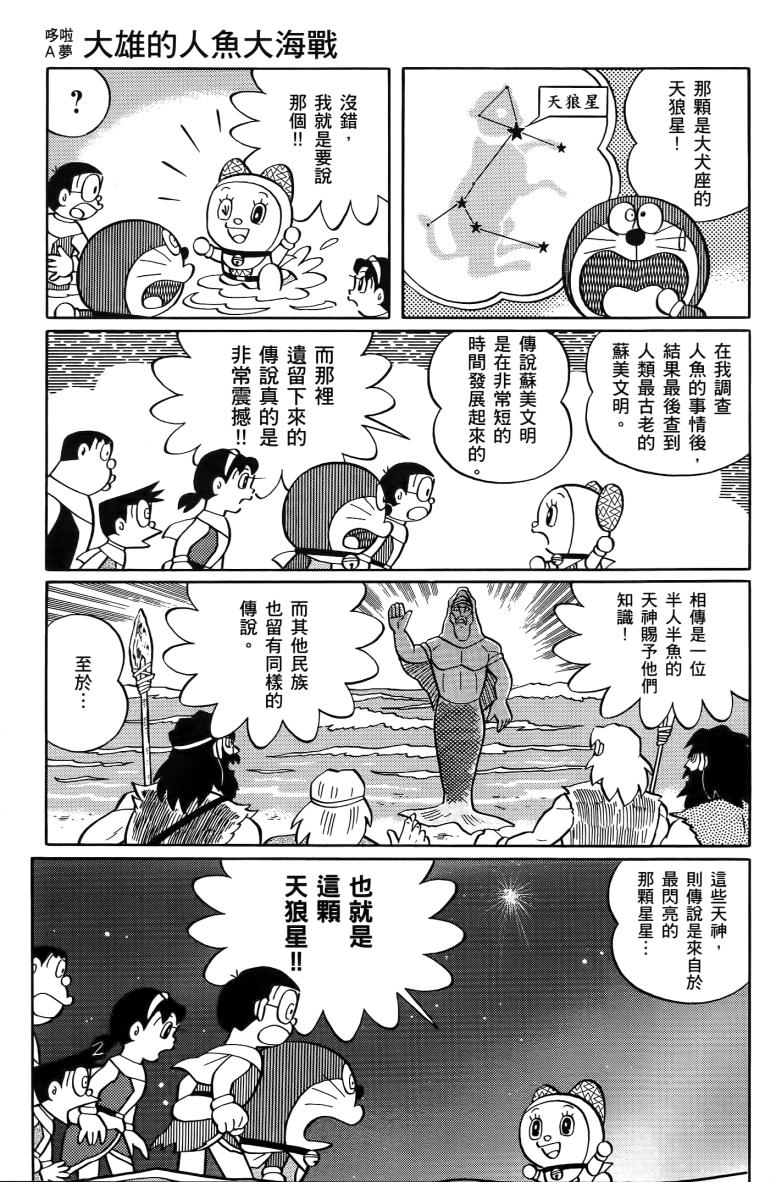 哆啦
A夢
大雄的人魚大海戰
那顆是大犬座的
天狼星！
天狼星
沒錯，
我就是要說
那個!!
？
在我調查
人魚的事情後，
結果最後查到
人類最古老的
蘇美文明。
傳說蘇美文明
是在非常短的
時間發展起來的。
而那裡
遺留下來的
傳說真的是
非常震撼!!
相傳是一位
半人半魚的
天神賜予他們
知識！
而其他民族
也留有同樣的
傳說。
至於…
這些天神，
則傳說是來自於
最閃亮的
那顆星星…
也就是
這顆
天狼星!!